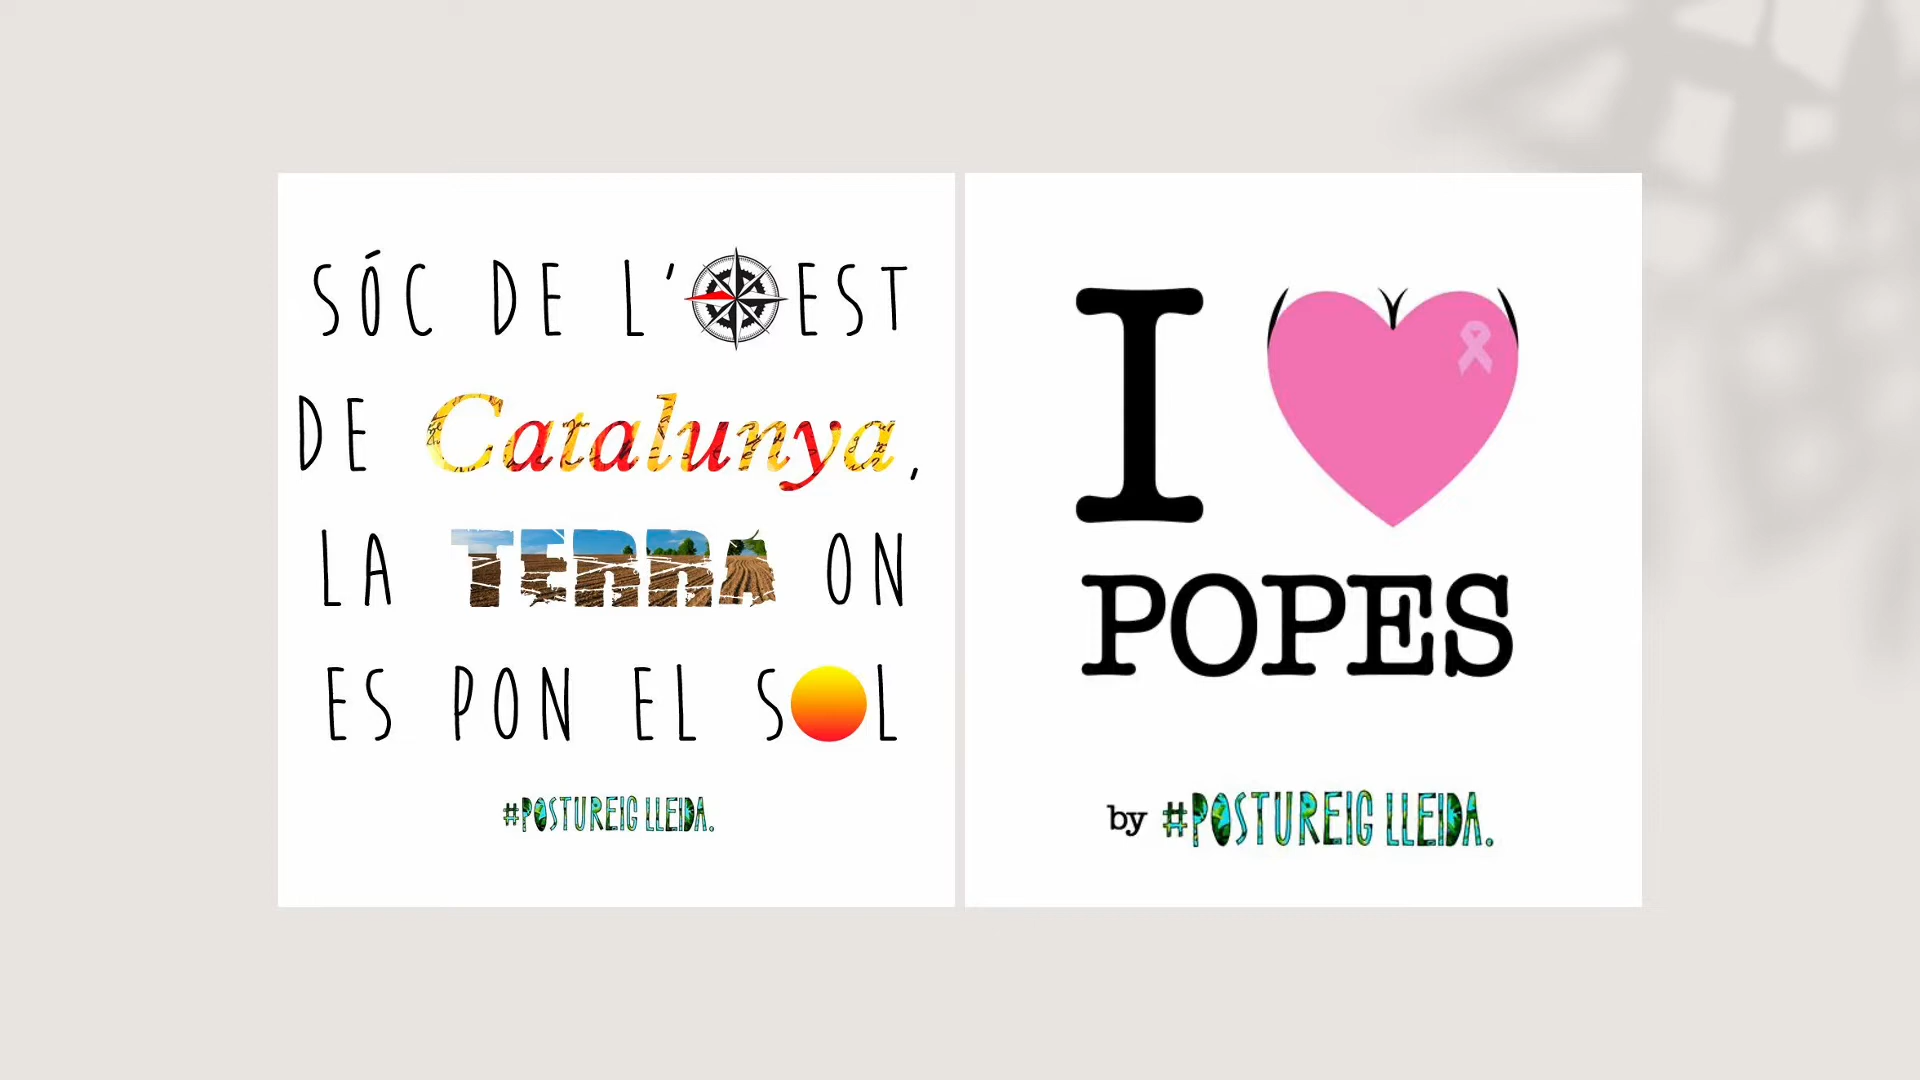 SÓC DE L'OEST
DE Catalunya,
LA TERRA ON
ES PON EL SOL
#POSTUREIG LLEIDA.
I
POPES
by #POSTUREIG LLEIDA.